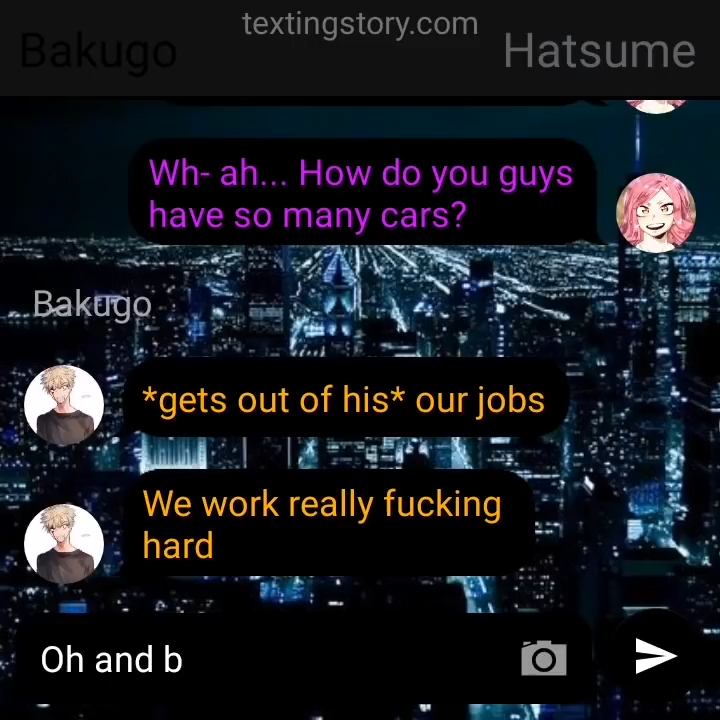 textingstory.com
Bakugo
Hatsume
Wh- ah... How do you guys
have so many cars?
Bakugo
*gets out of his* our jobs
We work really fucking
hard
Oh and b